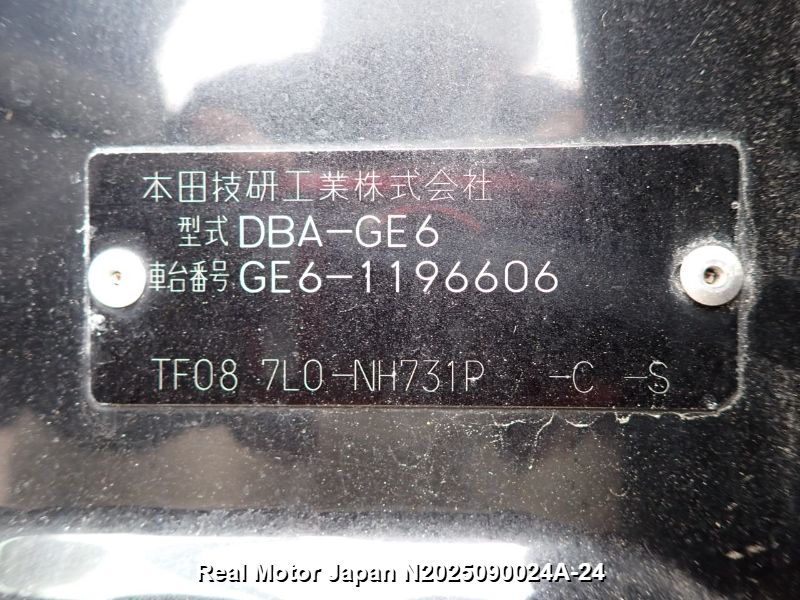 本田技研工業株式会社
型式 DBA-GE6
車台番号 GE6-1196606
TF08 7L0-NH731P -C -S
Real Motor Japan N2025090024A-24